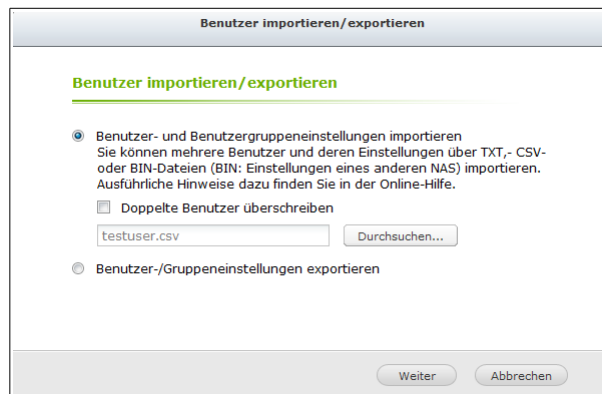 Benutzer importieren/exportieren
Benutzer importieren/exportieren
Benutzer- und Benutzergruppeneinstellungen importieren
Sie können mehrere Benutzer und deren Einstellungen über TXT,- CSV-
oder BIN-Dateien (BIN: Einstellungen eines anderen NAS) importieren.
Ausführliche Hinweise dazu finden Sie in der Online-Hilfe.
Doppelte Benutzer überschreiben
testuser.csv Durchsuchen...
Benutzer-/Gruppeneinstellungen exportieren
Weiter Abbrechen